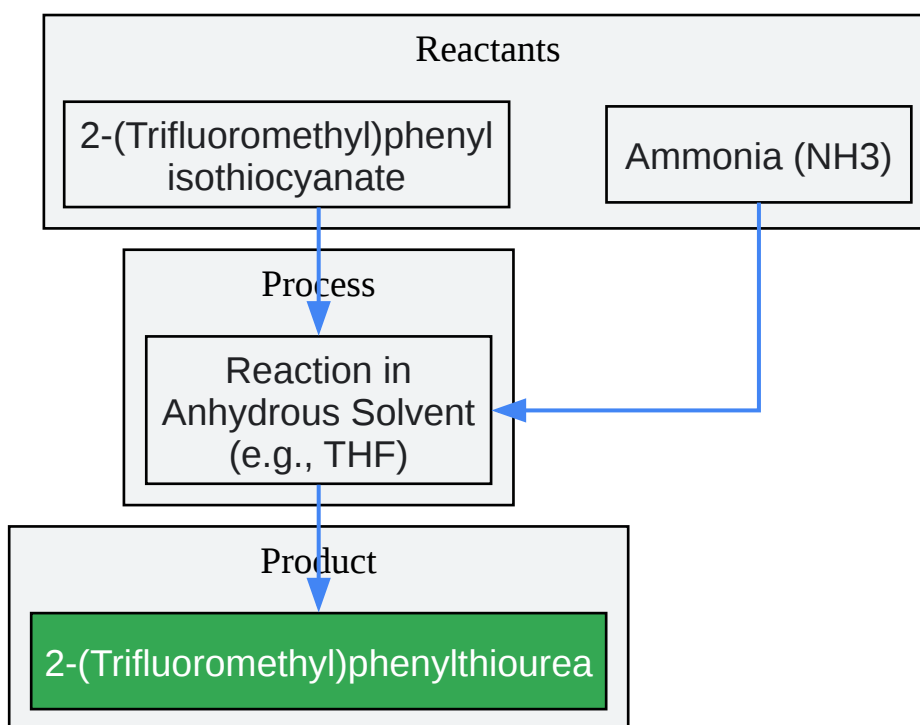 Reactants
2-(Trifluoromethyl)phenyl
isothiocyanate
Ammonia (NH3)
Process
Reaction in
Anhydrous Solvent
(e.g., THF)
Product
2-(Trifluoromethyl)phenylthiourea